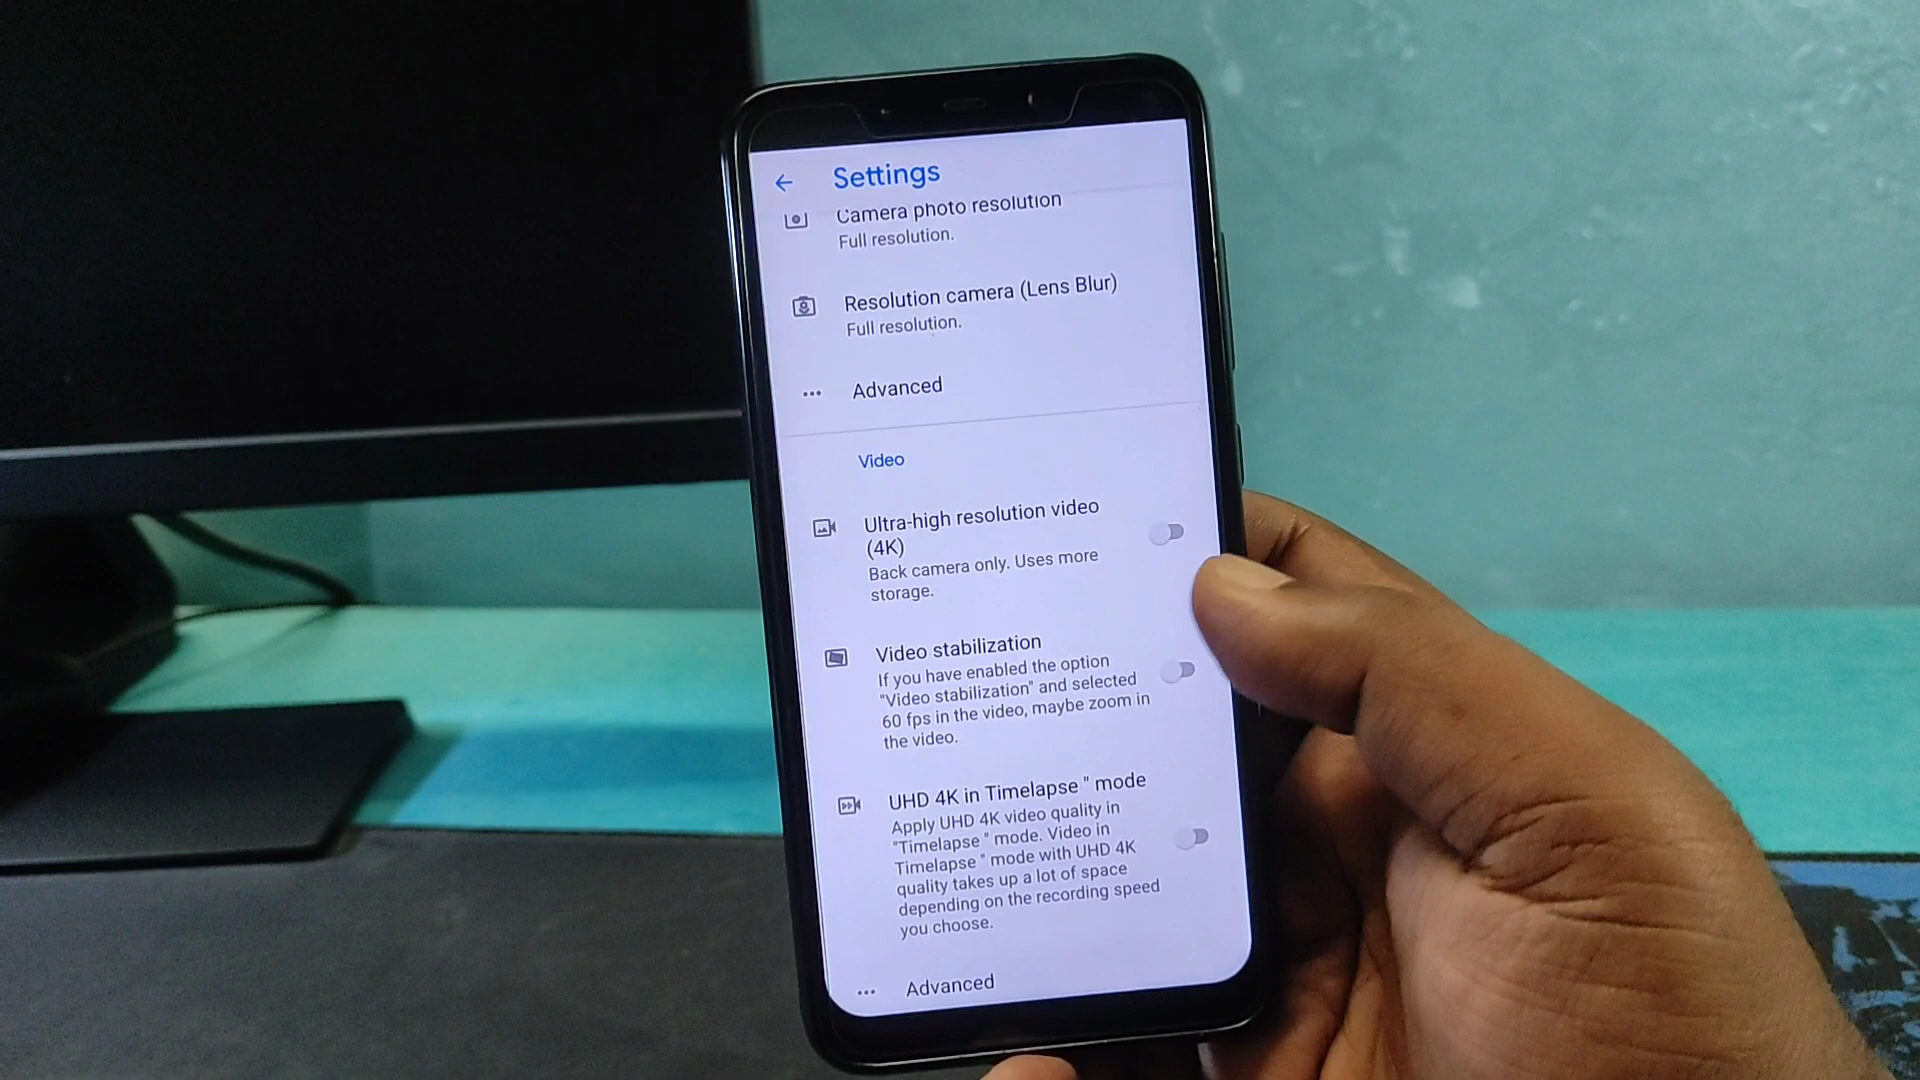 Settings
Camera photo resolution
Full resolution.
Resolution camera (Lens Blur)
Full resolution.
Advanced
Video
Ultra-high resolution video
(4K)
Back camera only. Uses more
storage.
Video stabilization
If you have enabled the option
"Video stabilization" and selected
60 fps in the video, maybe zoom in
the video.
UHD 4K in Timelapse " mode
Apply UHD 4K video quality in
"Timelapse " mode. Video in
Timelapse " mode with UHD 4K
quality takes up a lot of space
depending on the recording speed
you choose.
Advanced